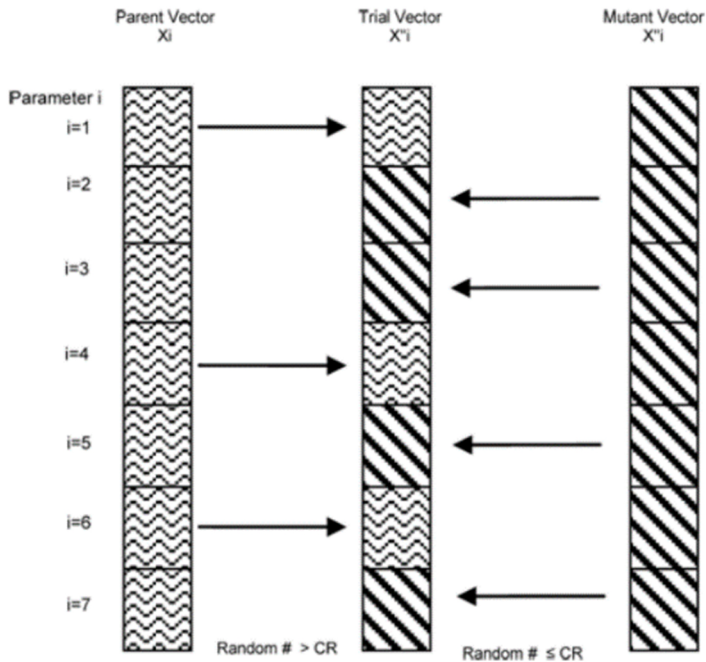 Parent Vector
Xi
Trial Vector
X"i
Mutant Vector
X"i
Parameter i
i=1
i=2
i=3
i=4
i=5
i=6
i=7
Random # > CR
Random # ≤ CR